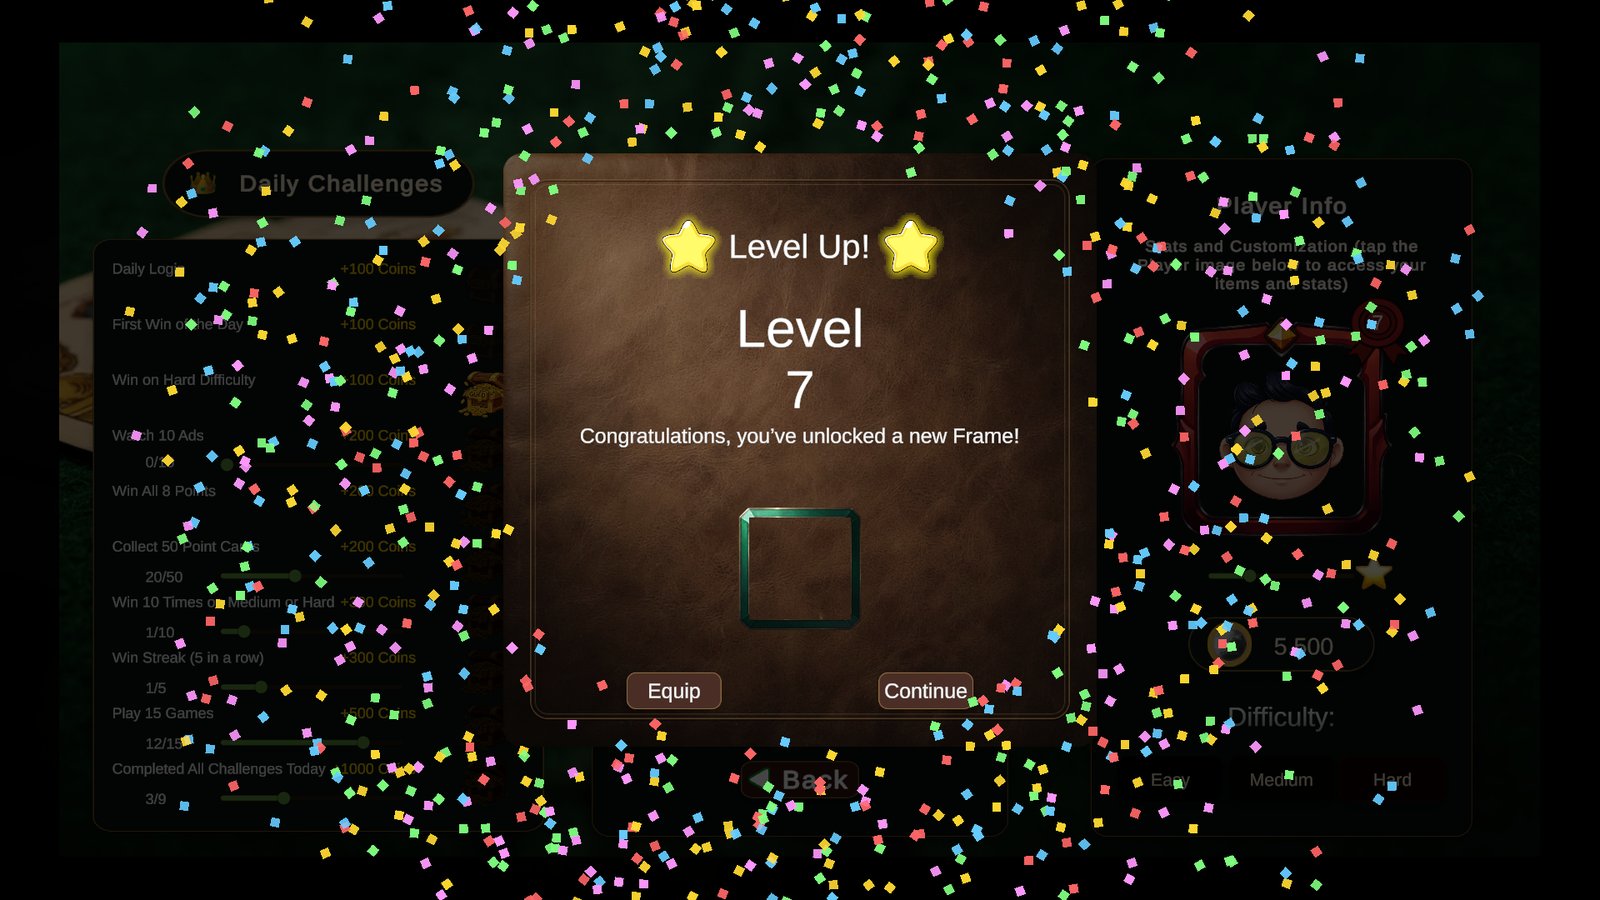 Daily Challenges
Daily Login +100 Coins
First Win of the Day +100 Coins
Win on Hard Difficulty +100 Coins
Watch 10 Ads +200 Coins
Win All 8 Points
Collect 50 Point Cards +200 Coins
20/50
Win 10 Times on Medium or Hard +300 Coins
1/10
Win Streak (5 in a row) +300 Coins
1/5
Play 15 Games +500 Coins
12/15
Completed All Challenges Today +1000 Coins
3/9
Level Up!
Level
7
Congratulations, you've unlocked a new Frame!
Equip
Continue
Back
Player Info
Stats and Customization (tap the
Player image below to access your
items and stats)
7
5,500
Difficulty:
Easy
Medium
Hard